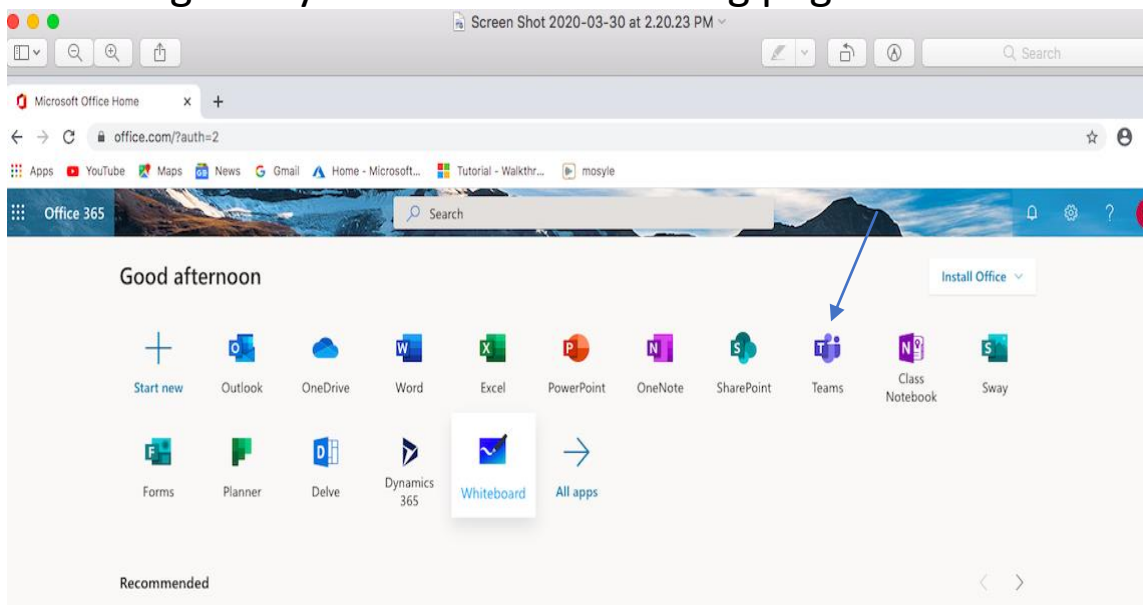 Screen Shot 2020-03-30 at 2.20.23 PM
Search
Microsoft Office Home
office.com/?auth=2
Apps YouTube Maps News Gmail Home - Microsoft... Tutorial - Walkthr... mosyle
Office 365 Search
Good afternoon
Install Office
Start new Outlook OneDrive Word Excel PowerPoint OneNote SharePoint Teams Class Notebook Sway
Forms Planner Delve Dynamics 365 Whiteboard All apps
Recommended